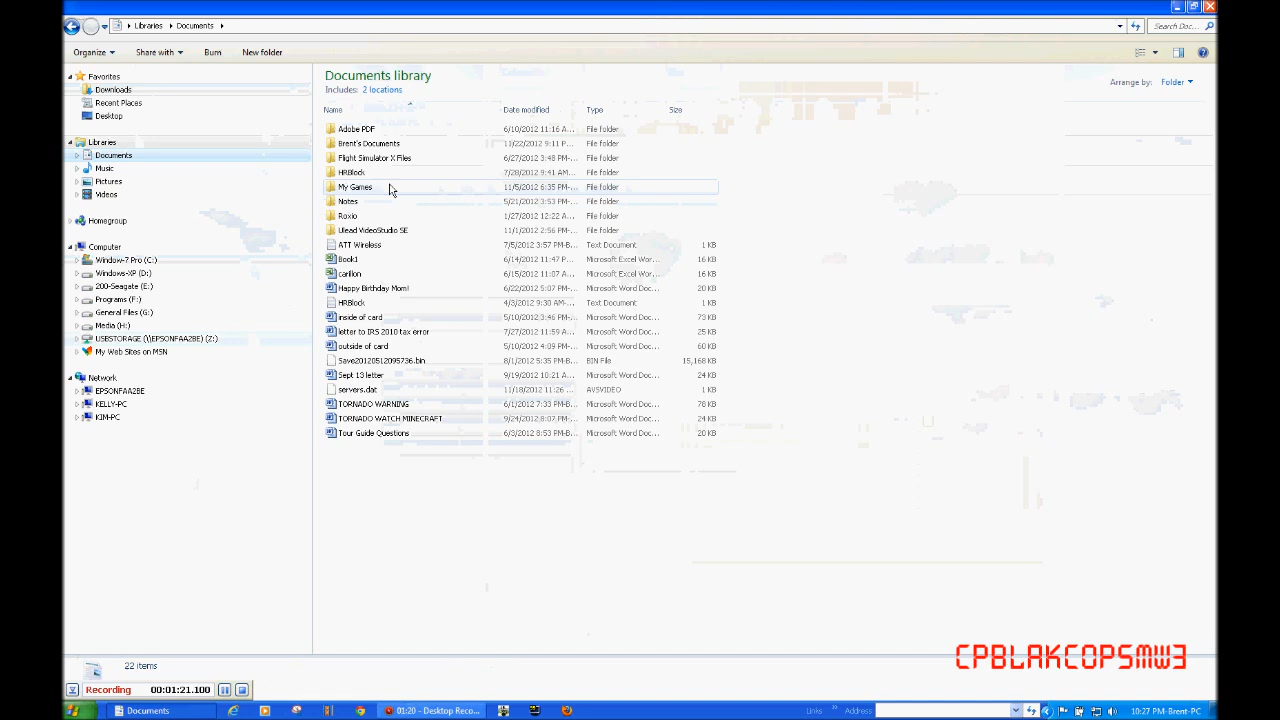 Libraries Documents Search Doc...
Organize Share with Burn New folder
Favorites
Downloads
Recent Places
Desktop
Libraries
Documents
Music
Pictures
Videos
Homegroup
Computer
Window-7 Pro (C:)
Windows-XP (D:)
200-Seagate (E:)
Programs (F:)
General Files (G:)
Media (H:)
USBSTORAGE (\\EPSONFAA2BE) (Z:)
My Web Sites on MSN
Network
EPSONFAA2BE
KELLY-PC
KIM-PC
Documents library
Includes: 2 locations
Arrange by: Folder
Name Date modified Type Size
Adobe PDF 6/10/2012 11:16 A... File folder
Brent's Documents 11/22/2012 9:11 P... File folder
Flight Simulator X Files 6/27/2012 3:48 PM-... File folder
HRBlock 7/28/2012 9:41 P... File folder
My Games 11/5/2012 6:35 PM-... File folder
Notes 5/21/2012 3:53 PM-... File folder
Roxio 1/27/2012 12:22 A... File folder
Ulead VideoStudio SE 11/1/2012 2:56 PM-... File folder
ATT Wireless 7/5/2012 3:57 PM-B... Text Document 1 KB
Book1 6/14/2012 11:47 P... Microsoft Excel Wor... 16 KB
carillon 6/15/2012 11:07 A... Microsoft Excel Wor... 16 KB
Happy Birthday Mom! 6/22/2012 5:07 PM-... Microsoft Word Doc... 20 KB
HRBlock 4/3/2012 9:30 AM-... Text Document 1 KB
inside of card 5/10/2012 3:46 PM-... Microsoft Word Doc... 73 KB
letter to IRS 2010 tax error 7/27/2012 11:59 A... Microsoft Word Doc... 25 KB
outside of card 5/10/2012 4:09 PM-... Microsoft Word Doc... 60 KB
Save20120512095736.bin 8/1/2012 5:35 PM-B... BIN File 15,168 KB
Sept 13 letter 9/19/2012 10:21 A... Microsoft Word Doc... 24 KB
servers.dat 11/18/2012 11:26 ... AVSVIDEO 1 KB
TORNADO WARNING 6/1/2012 7:33 PM-B... Microsoft Word Doc... 78 KB
TORNADO WATCH MINECRAFT 9/24/2012 8:07 PM-... Microsoft Word Doc... 24 KB
Tour Guide Questions 6/3/2012 8:53 PM-B... Microsoft Word Doc... 20 KB
22 items
CPBLAKCOPSMW3
Recording 00:01:21.100
Documents 01:20 - Desktop Reco... Links Address 10:27 PM-Brent-PC